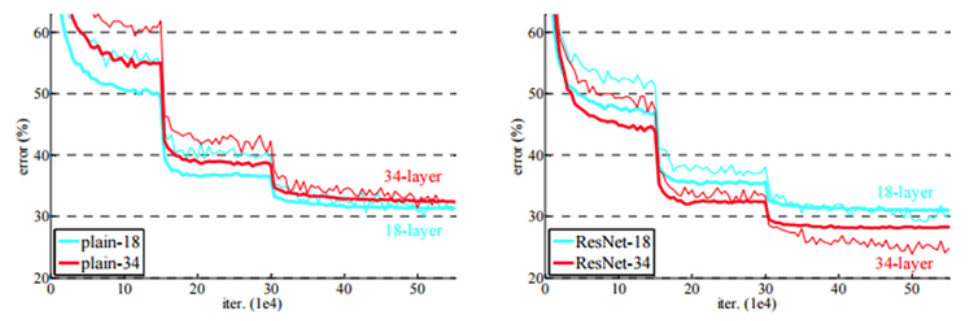 60
50
40
30
20
error (%)
0
10
20
30
40
50
iter. (1e4)
34-layer
18-layer
plain-18
plain-34
60
50
40
30
20
error (%)
0
10
20
30
40
50
iter. (1e4)
18-layer
34-layer
ResNet-18
ResNet-34